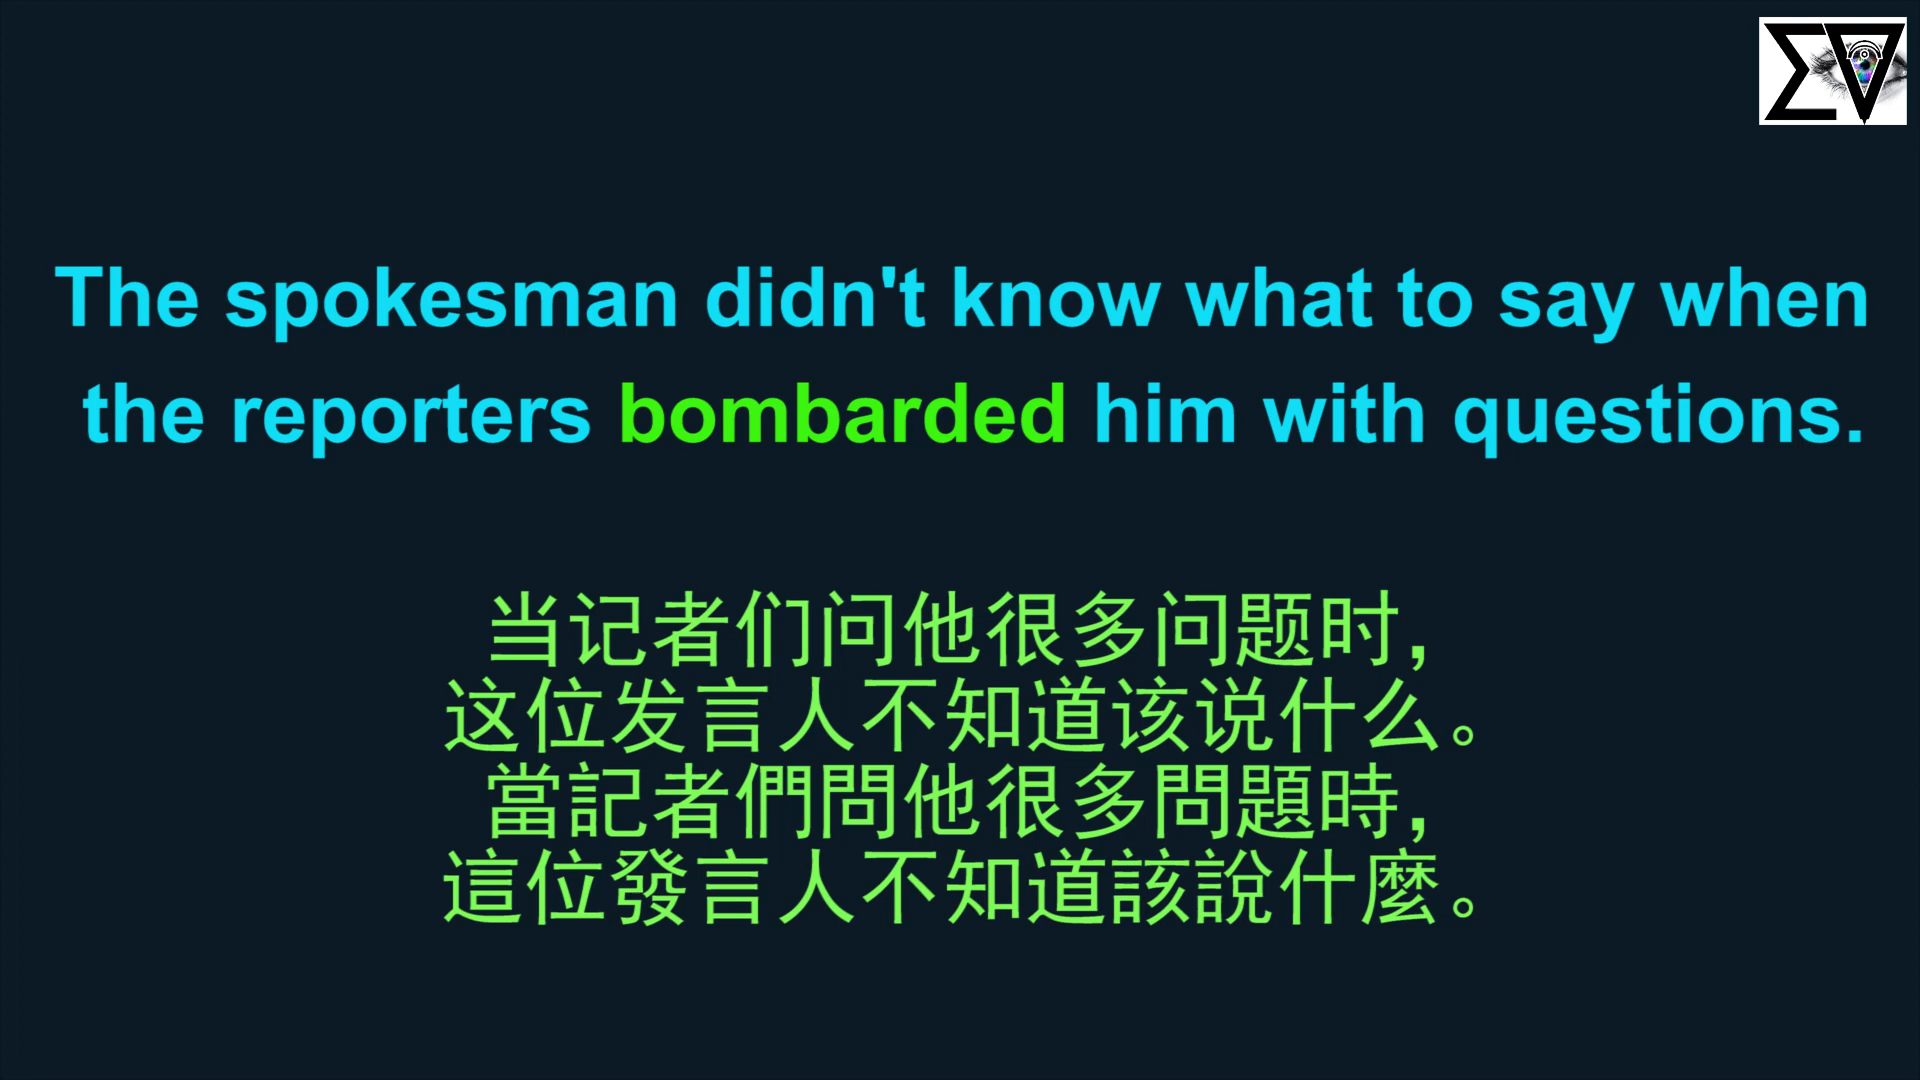 The spokesman didn't know what to say when
the reporters bombarded him with questions.
当记者们问他很多问题时，
这位发言人不知道该说什么。
當記者們問他很多問題時，
這位發言人不知道該說什麼。